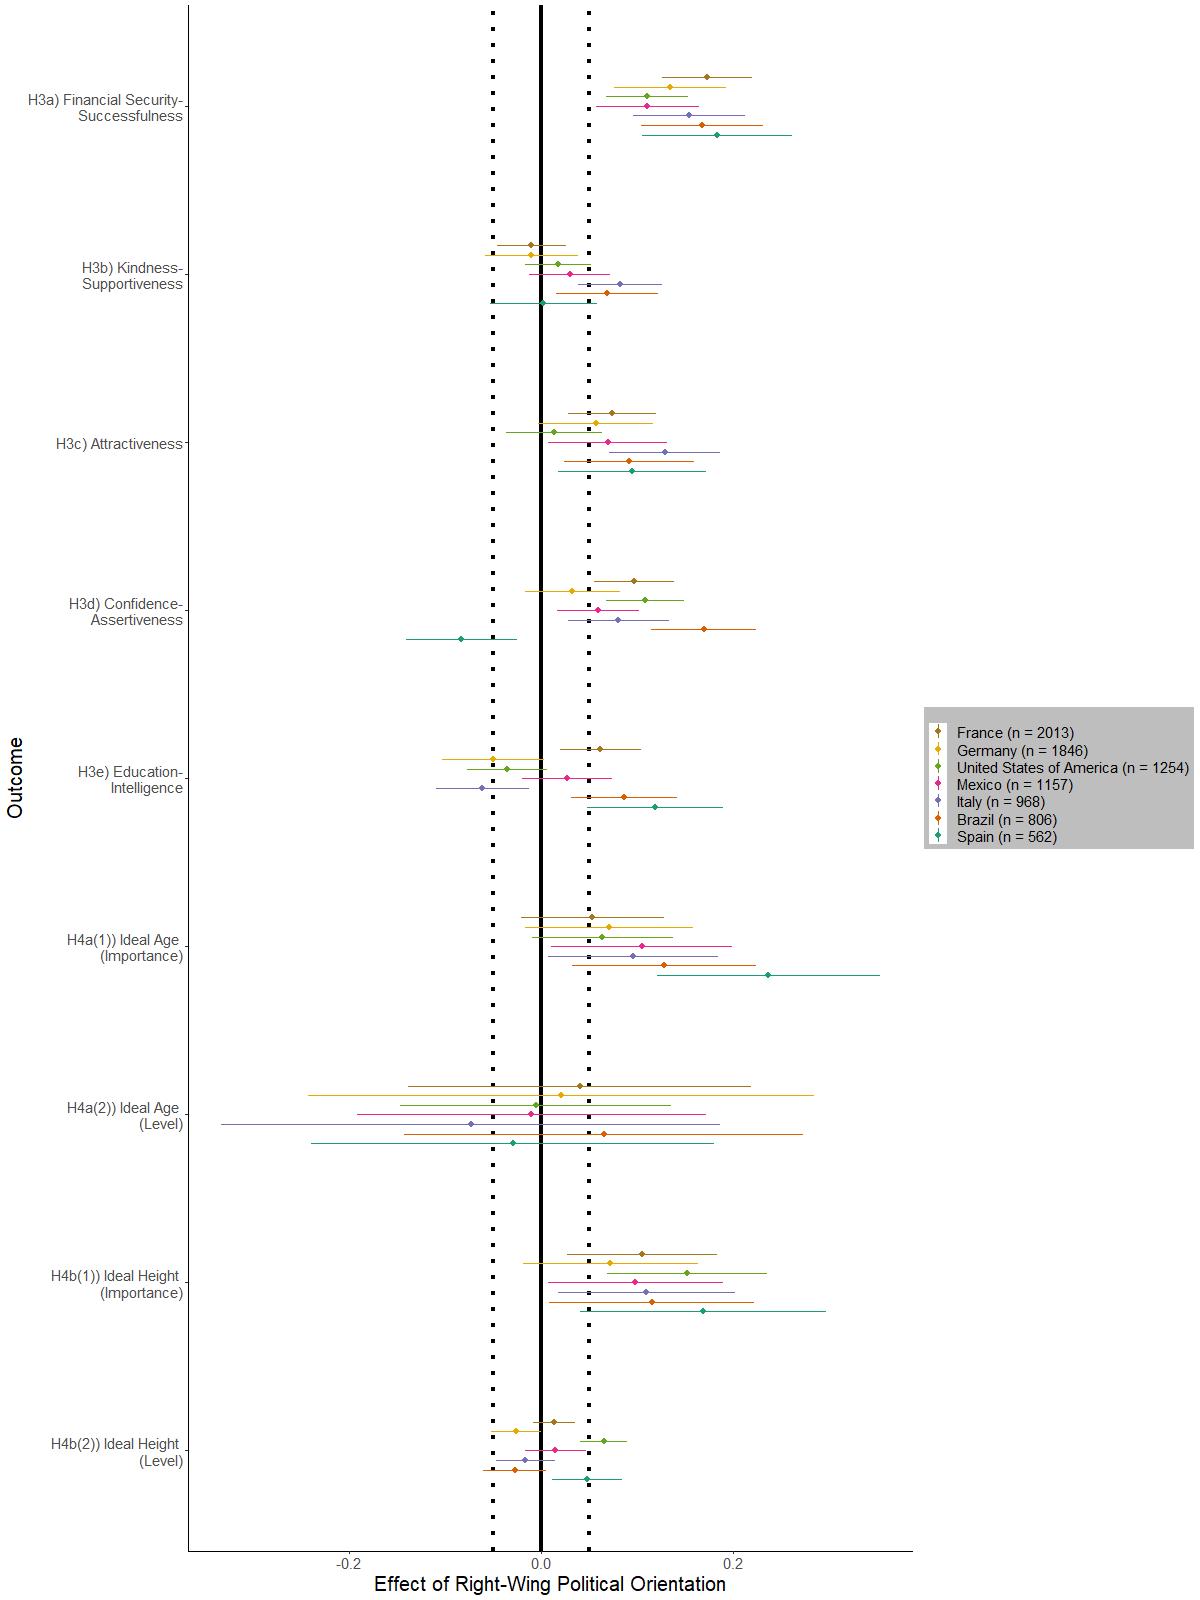 H3a) Financial Security-
Successfulness
H3b) Kindness-
Supportiveness
H3c) Attractiveness
H3d) Confidence-
Assertiveness
H3e) Education-
Intelligence
H4a(1)) Ideal Age
(Importance)
H4a(2)) Ideal Age
(Level)
H4b(1)) Ideal Height
(Importance)
H4b(2)) Ideal Height
(Level)
Outcome
-0.2 0.0 0.2
Effect of Right-Wing Political Orientation
France (n = 2013)
Germany (n = 1846)
United States of America (n = 1254)
Mexico (n = 1157)
Italy (n = 968)
Brazil (n = 806)
Spain (n = 562)